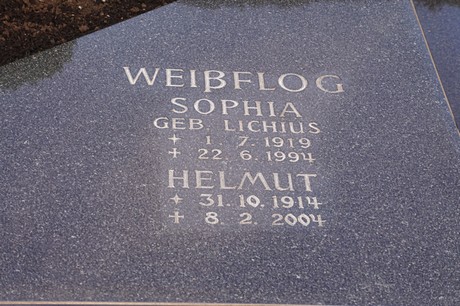 WEIßFLOG
SOPHIA
GEB. LICHIUS
✦ 1. 7. 1919
+ 22. 6. 1994
HELMUT
✦ 31. 10. 1914
+ 8. 2. 2004